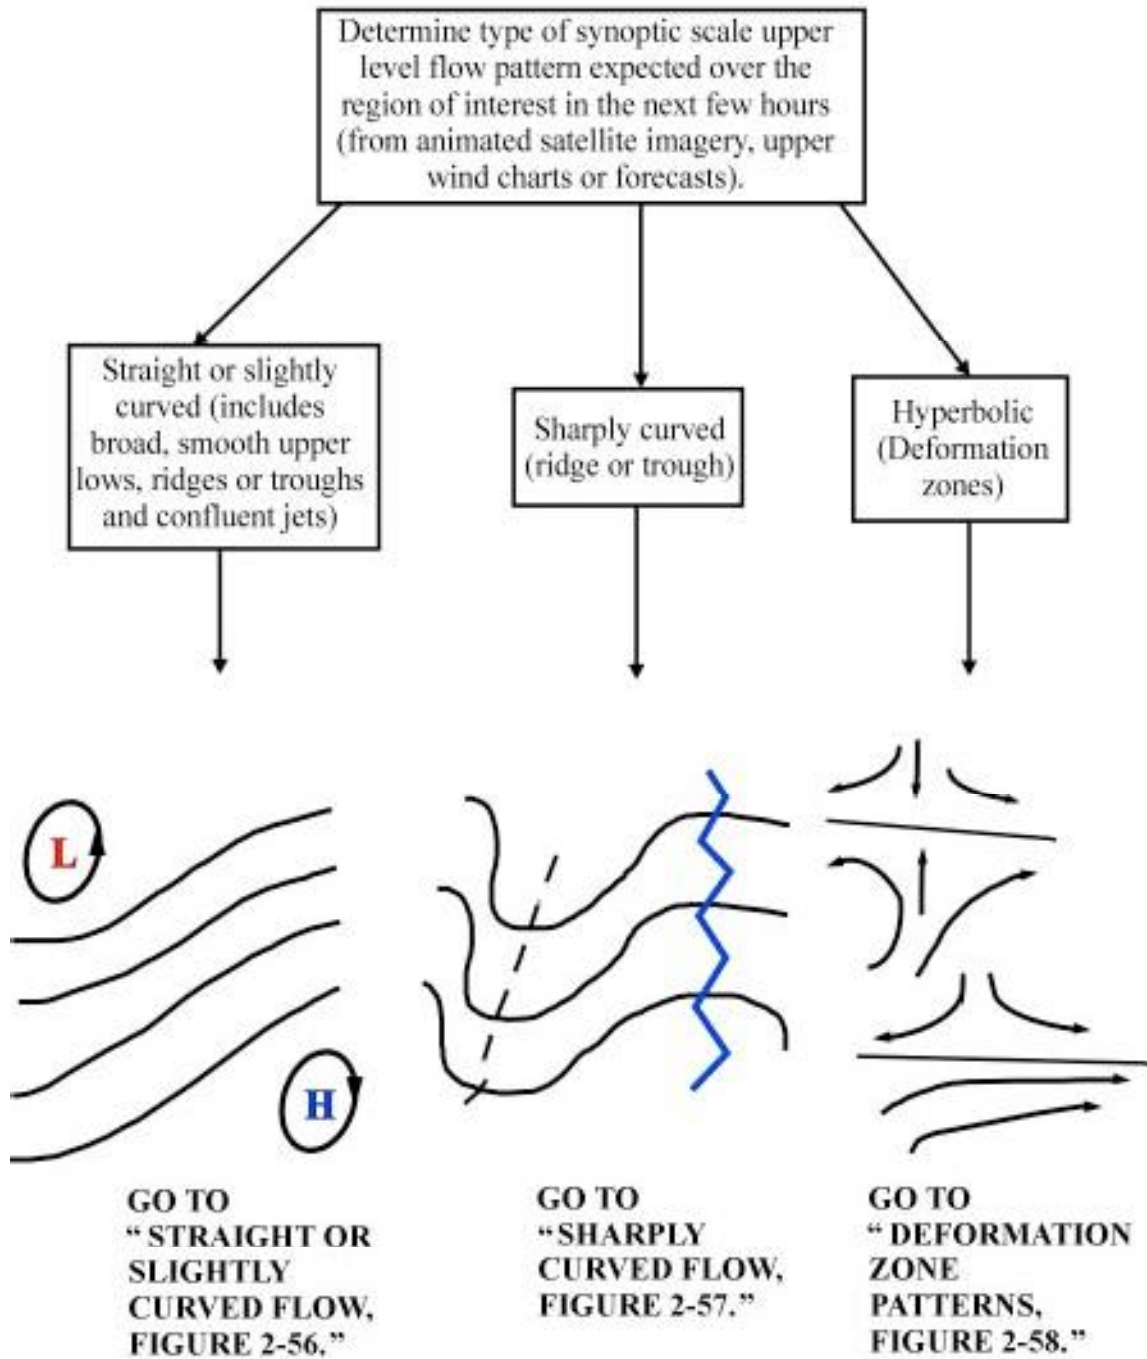 Determine type of synoptic scale upper
level flow pattern expected over the
region of interest in the next few hours
(from animated satellite imagery, upper
wind charts or forecasts).
Straight or slightly
curved (includes
broad, smooth upper
lows, ridges or troughs
and confluent jets)
Sharply curved
(ridge or trough)
Hyperbolic
(Deformation
zones)
L
H
GO TO
“ STRAIGHT OR
SLIGHTLY
CURVED FLOW,
FIGURE 2-56.”
GO TO
“ SHARPLY
CURVED FLOW,
FIGURE 2-57.”
GO TO
“ DEFORMATION
ZONE
PATTERNS,
FIGURE 2-58.”